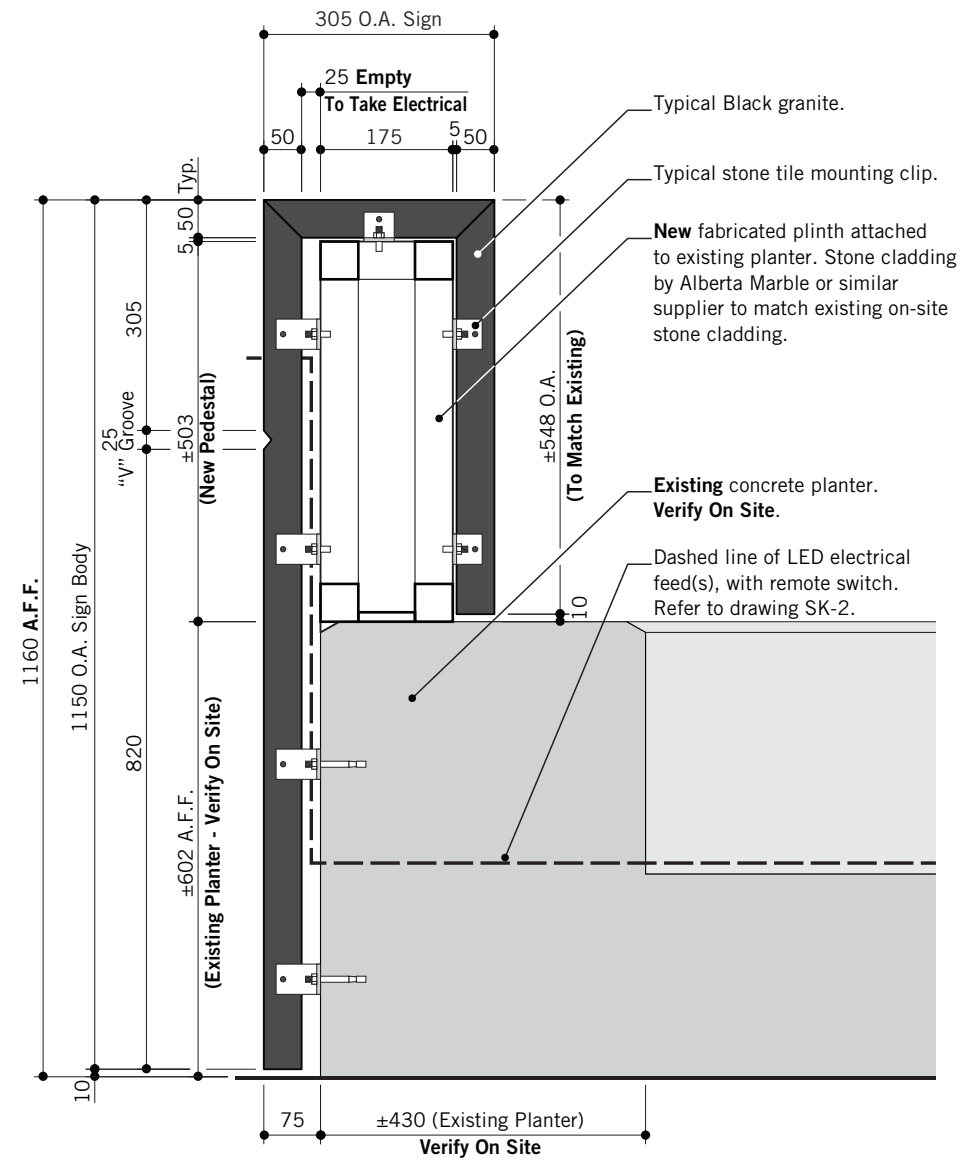 305 O.A. Sign
25 Empty
To Take Electrical
50
175
5
50
Typical Black granite.
Typical stone tile mounting clip.
New fabricated plinth attached
to existing planter. Stone cladding
by Alberta Marble or similar
supplier to match existing on-site
stone cladding.
Existing concrete planter.
Verify On Site.
Dashed line of LED electrical
feed(s), with remote switch.
Refer to drawing SK-2.
50 Typ.
5
305
25
“V” Groove
±503
(New Pedestal)
±548 O.A.
(To Match Existing)
10
1160 A.F.F.
1150 O.A. Sign Body
820
±602 A.F.F.
(Existing Planter - Verify On Site)
10
75
±430 (Existing Planter)
Verify On Site